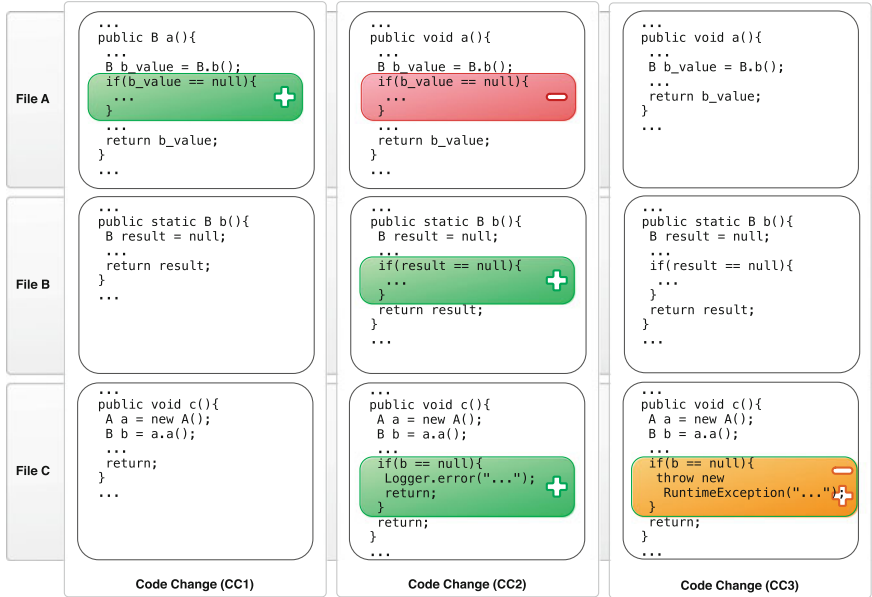 File A
...
public B a(){
...
B b_value = B.b();
if(b_value == null){
...
}
...
return b_value;
}
...
...
public void a(){
...
B b_value = B.b();
if(b_value == null){
...
}
...
return b_value;
}
...
...
public void a(){
...
B b_value = B.b();
...
return b_value;
}
...
File B
...
public static B b(){
B result = null;
...
return result;
}
...
...
public static B b(){
B result = null;
...
if(result == null){
...
}
return result;
}
...
...
public static B b(){
B result = null;
...
if(result == null){
...
}
return result;
}
...
File C
...
public void c(){
A a = new A();
B b = a.a();
...
return;
}
...
...
public void c(){
A a = new A();
B b = a.a();
...
if(b == null){
Logger.error("...");
return;
}
return;
}
...
...
public void c(){
A a = new A();
B b = a.a();
...
if(b == null){
throw new
RuntimeException("...");
}
return;
}
...
Code Change (CC1)
Code Change (CC2)
Code Change (CC3)